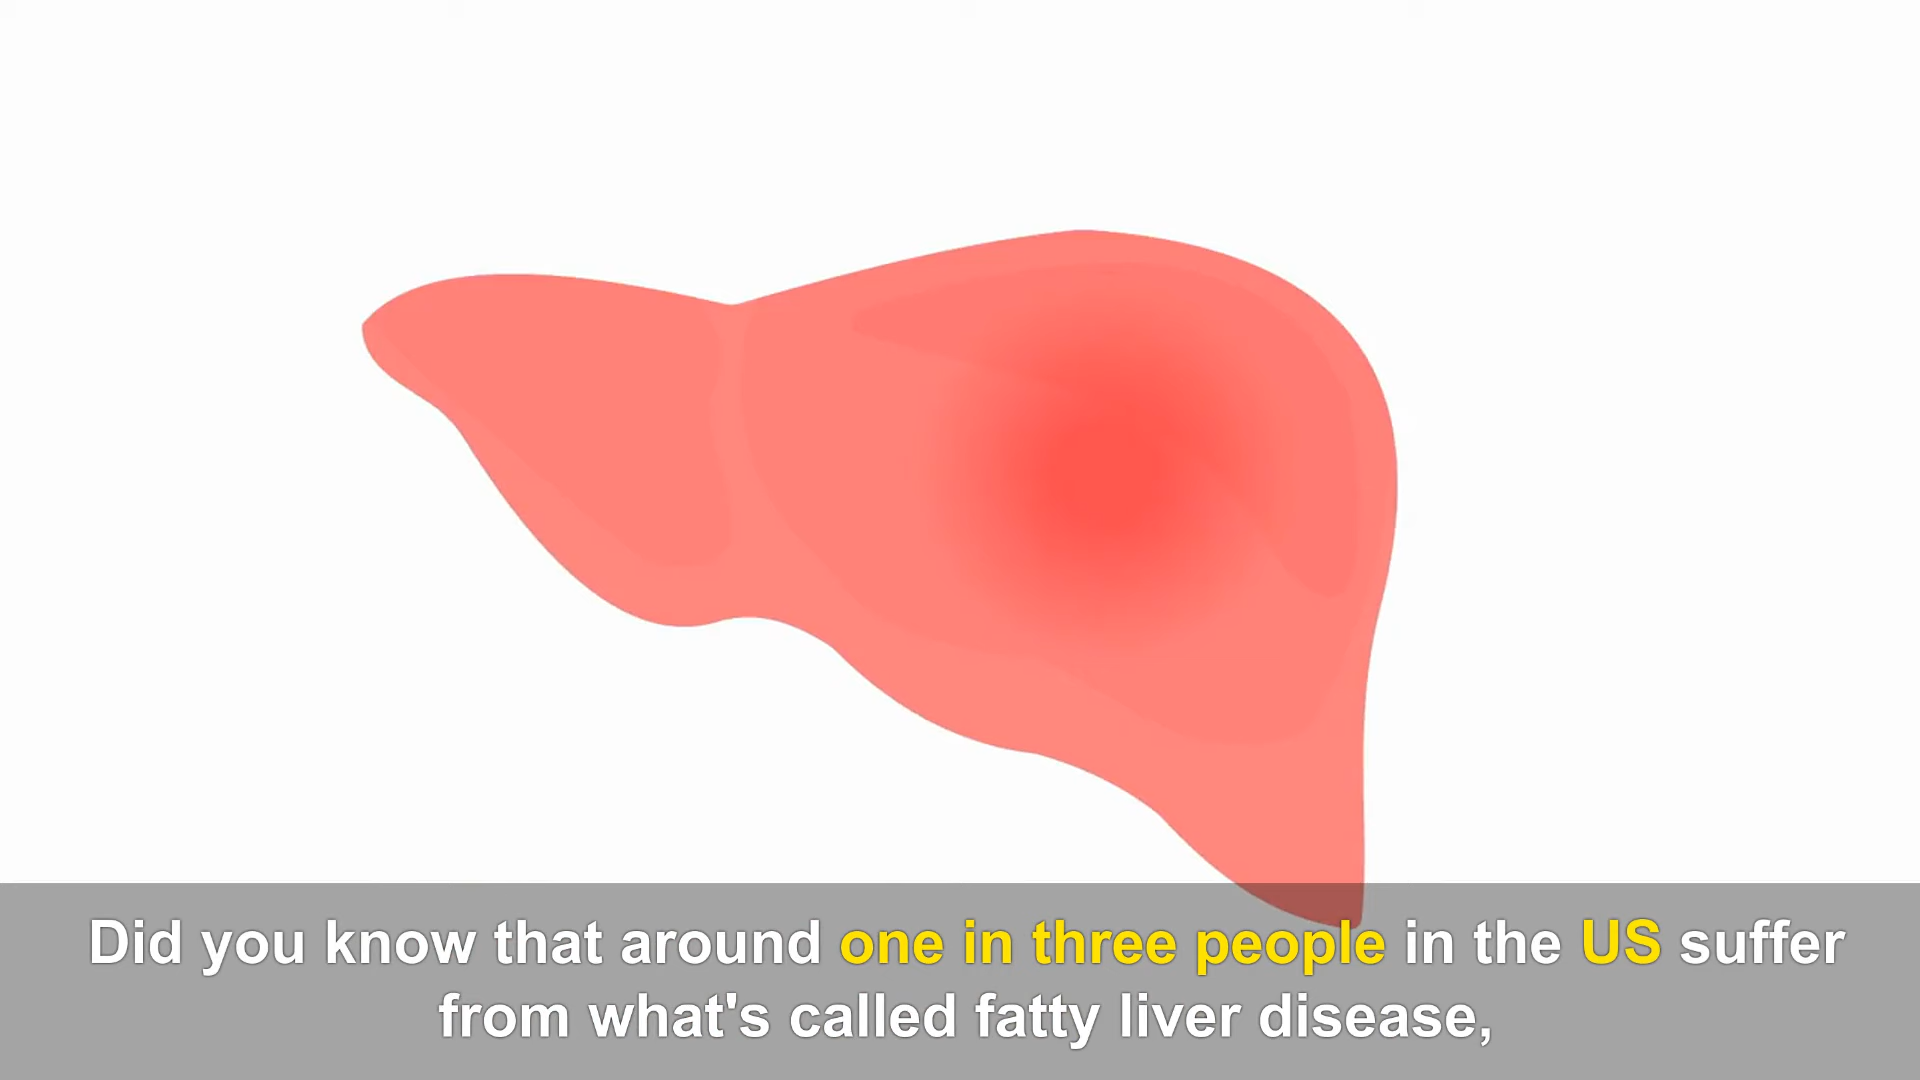 Did you know that around one in three people in the US suffer
from what's called fatty liver disease,